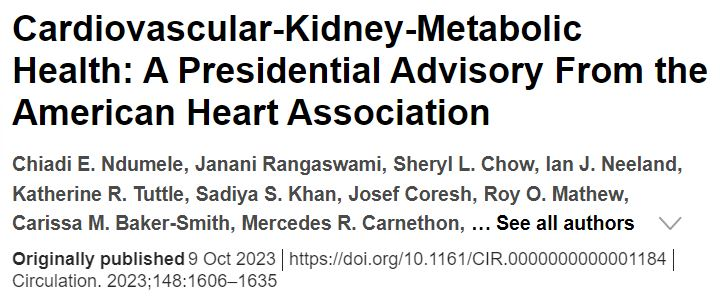 Cardiovascular-Kidney-Metabolic
Health: A Presidential Advisory From the
American Heart Association
Chiadi E. Ndumele, Janani Rangaswami, Sheryl L. Chow, Ian J. Neeland,
Katherine R. Tuttle, Sadiya S. Khan, Josef Coresh, Roy O. Mathew,
Carissa M. Baker-Smith, Mercedes R. Carnethon, … See all authors
Originally published 9 Oct 2023 | https://doi.org/10.1161/CIR.0000000000001184 |
Circulation. 2023;148:1606–1635